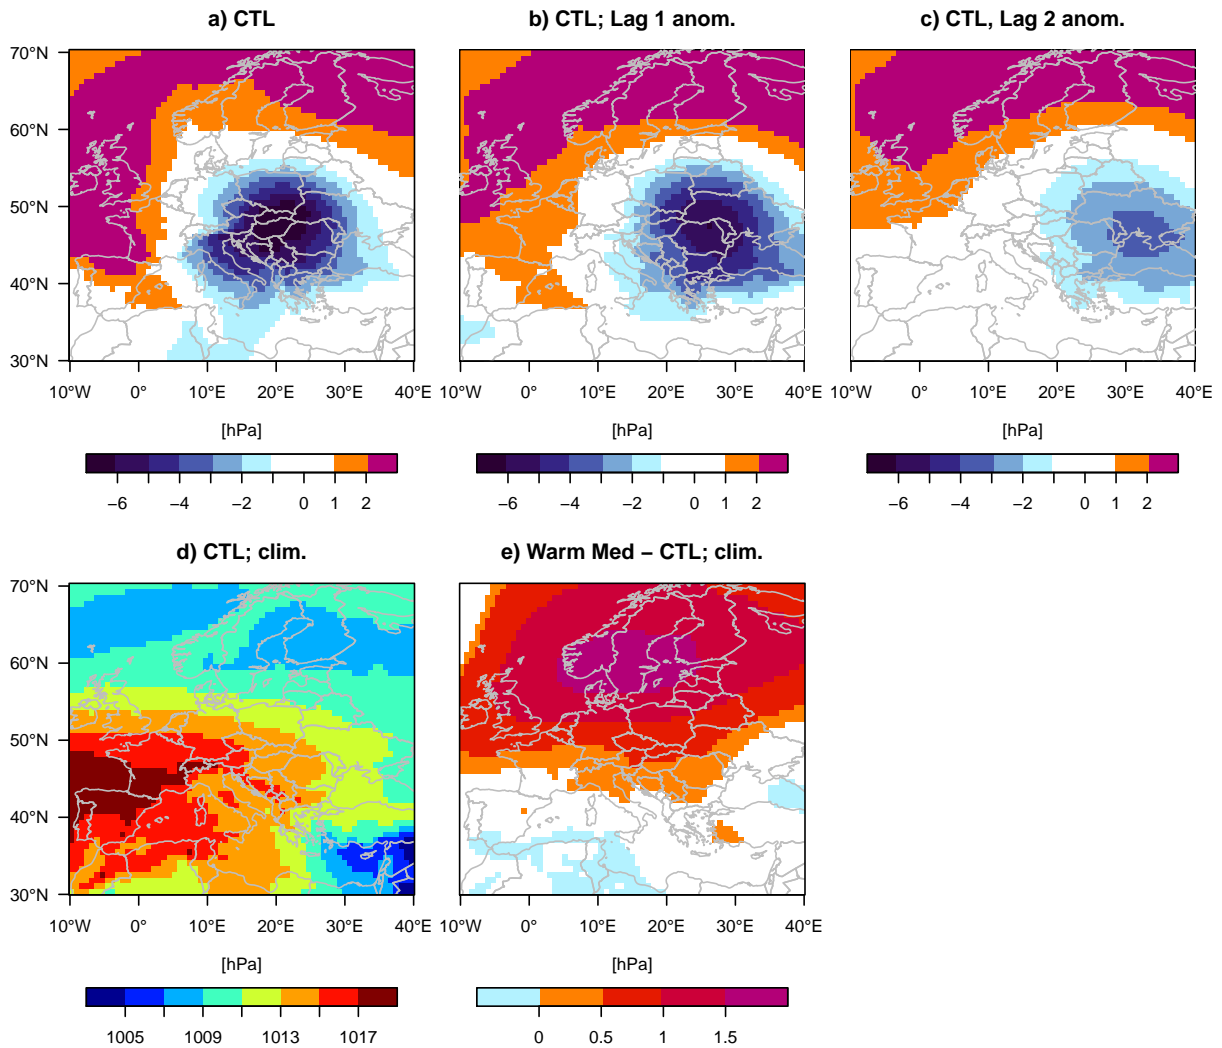 a) CTL
b) CTL; Lag 1 anom.
c) CTL, Lag 2 anom.
70°N
60°N
50°N
40°N
30°N
10°W 0° 10°E 20°E 30°E 40°E
10°W 0° 10°E 20°E 30°E 40°E
10°W 0° 10°E 20°E 30°E 40°E
[hPa]
[hPa]
[hPa]
−6 −4 −2 0 1 2
−6 −4 −2 0 1 2
−6 −4 −2 0 1 2
d) CTL; clim.
e) Warm Med − CTL; clim.
70°N
60°N
50°N
40°N
30°N
10°W 0° 10°E 20°E 30°E 40°E
10°W 0° 10°E 20°E 30°E 40°E
[hPa]
[hPa]
1005 1009 1013 1017
0 0.5 1 1.5